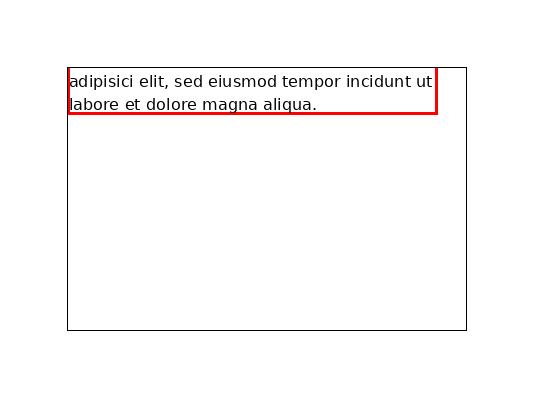 adipisici elit, sed eiusmod tempor incidunt ut
labore et dolore magna aliqua.